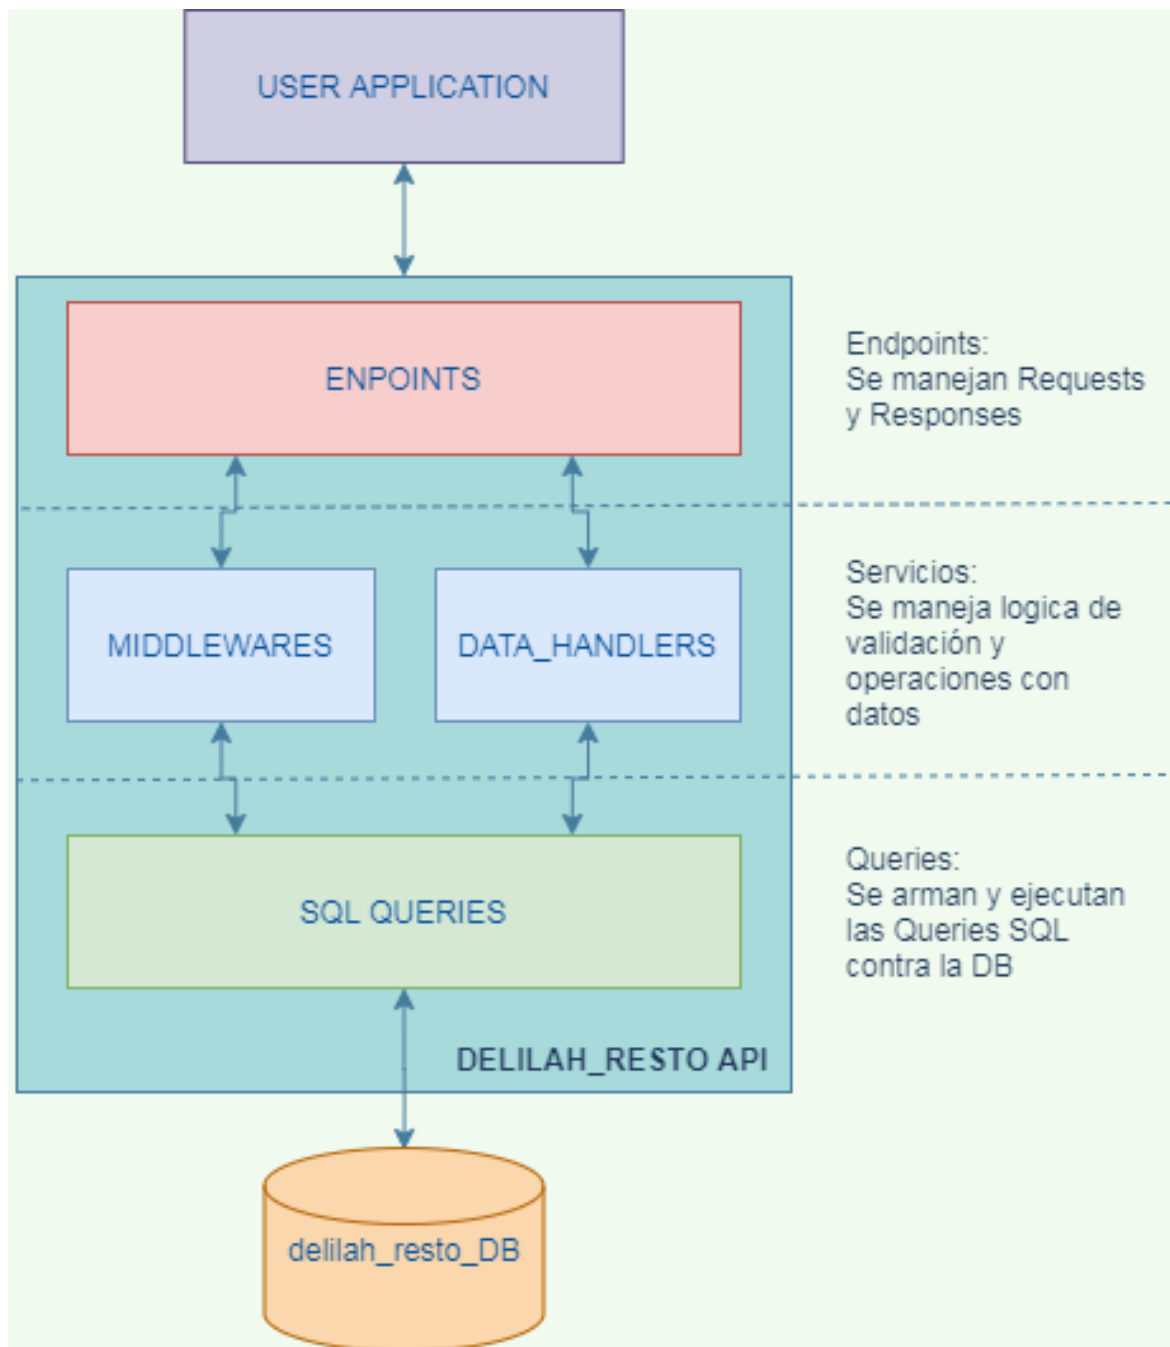 USER APPLICATION
ENPOINTS
Endpoints:
Se manejan Requests
y Responses
MIDDLEWARES
DATA_HANDLERS
Servicios:
Se maneja logica de
validación y
operaciones con
datos
SQL QUERIES
Queries:
Se arman y ejecutan
las Queries SQL
contra la DB
DELILAH_RESTO API
delilah_resto_DB